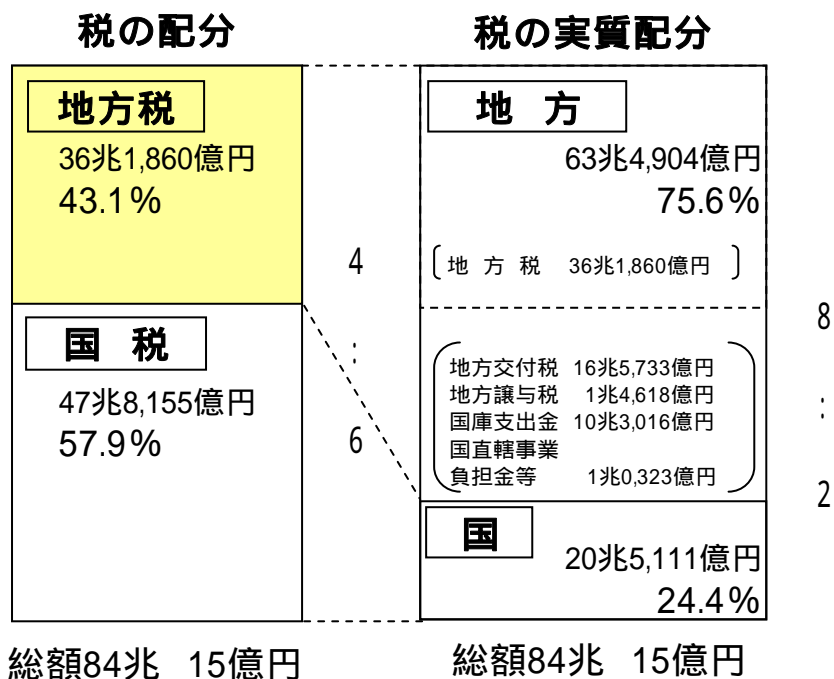 税の配分
地方税
36兆1,860億円
43.1%
国 税
47兆8,155億円
57.9%
総額84兆 15億円
4
:
6
税の実質配分
地 方
63兆4,904億円
75.6%
〔地 方 税 36兆1,860億円 〕
地方交付税 16兆5,733億円
地方譲与税 1兆4,618億円
国庫支出金 10兆3,016億円
国直轄事業
負担金等 1兆0,323億円
国
20兆5,111億円
24.4%
総額84兆 15億円
8
:
2